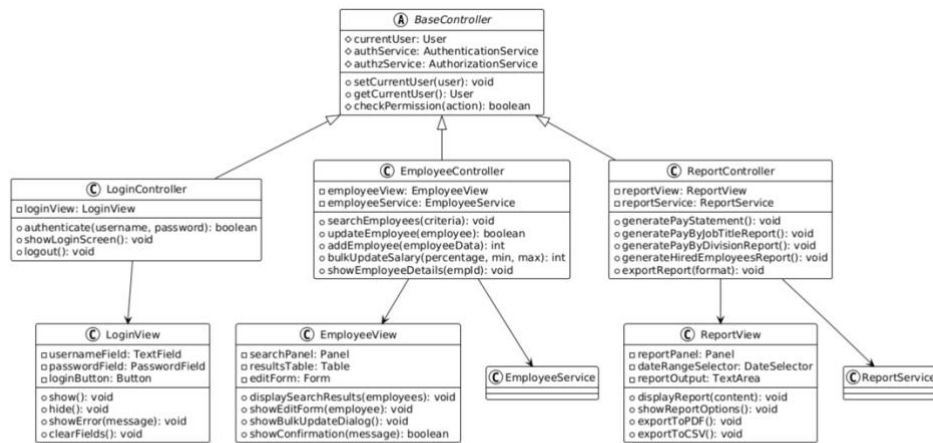 A BaseController
currentUser: User
authService: AuthenticationService
authzService: AuthorizationService
setCurrentUser(user): void
getCurrentUser(): User
checkPermission(action): boolean
C LoginController
loginView: LoginView
authenticate(username, password): boolean
showLoginScreen(): void
logout(): void
C EmployeeController
employeeView: EmployeeView
employeeService: EmployeeService
searchEmployees(criteria): void
updateEmployee(employee): boolean
addEmployee(employeeData): int
bulkUpdateSalary(percentage, min, max): int
showEmployeeDetails(empId): void
C ReportController
reportView: ReportView
reportService: ReportService
generatePayStatement(): void
generatePayByJobTitleReport(): void
generatePayByDivisionReport(): void
generateHiredEmployeesReport(): void
exportReport(format): void
C LoginView
usernameField: TextField
passwordField: PasswordField
loginButton: Button
show(): void
hide(): void
showError(message): void
clearFields(): void
C EmployeeView
searchPanel: Panel
resultsTable: Table
editForm: Form
displaySearchResults(employees): void
showEditForm(employee): void
showBulkUpdateDialog(): void
showConfirmation(message): boolean
C EmployeeService
C ReportView
reportPanel: Panel
dateRangeSelector: DateSelector
reportOutput: TextArea
displayReport(content): void
showReportOptions(): void
exportToPDF(): void
exportToCSV(): void
C ReportService